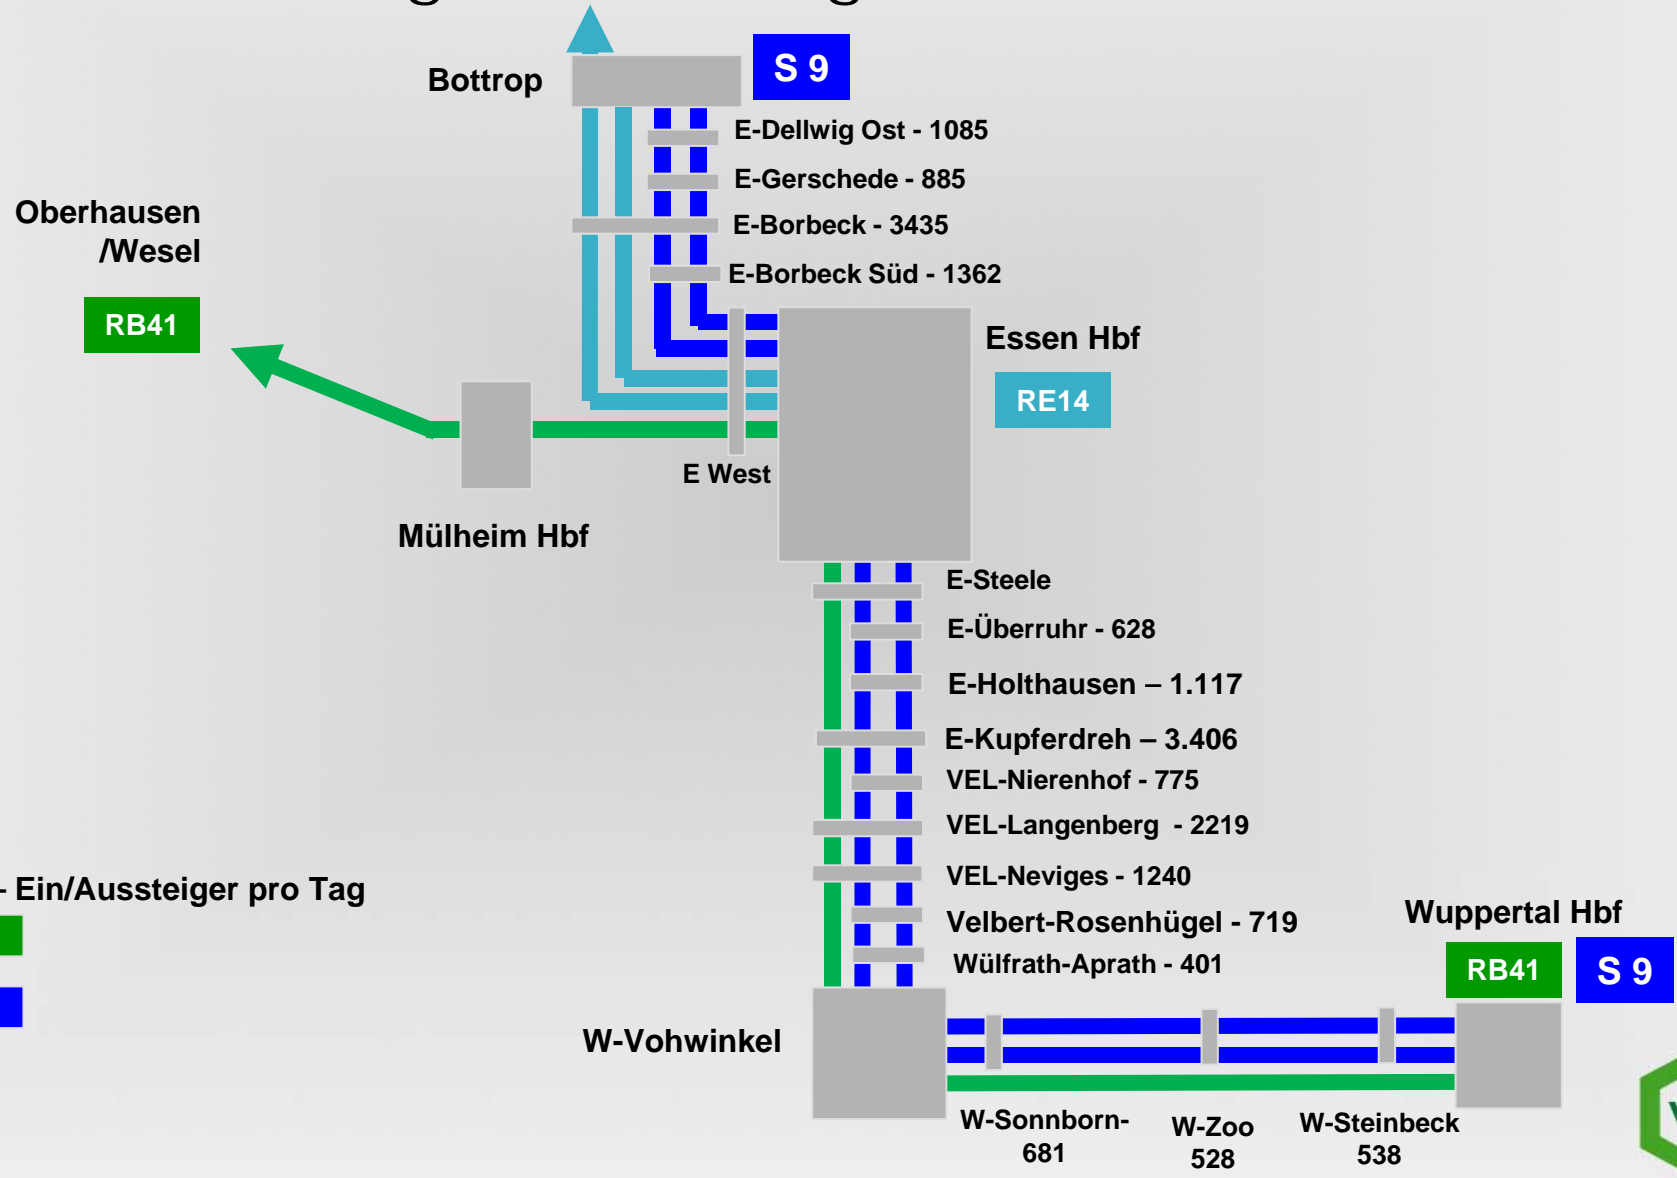 Bottrop
S 9
E-Dellwig Ost - 1085
E-Gerschede - 885
Oberhausen
/Wesel
E-Borbeck - 3435
E-Borbeck Süd - 1362
RB41
Essen Hbf
RE14
E West
Mülheim Hbf
E-Steele
E-Überruhr - 628
E-Holthausen – 1.117
E-Kupferdreh – 3.406
VEL-Nierenhof - 775
VEL-Langenberg - 2219
VEL-Neviges - 1240
- Ein/Aussteiger pro Tag
Velbert-Rosenhügel - 719
Wülfrath-Aprath - 401
Wuppertal Hbf
RB41
S 9
W-Vohwinkel
W-Sonnborn-
681
W-Zoo
528
W-Steinbeck
538